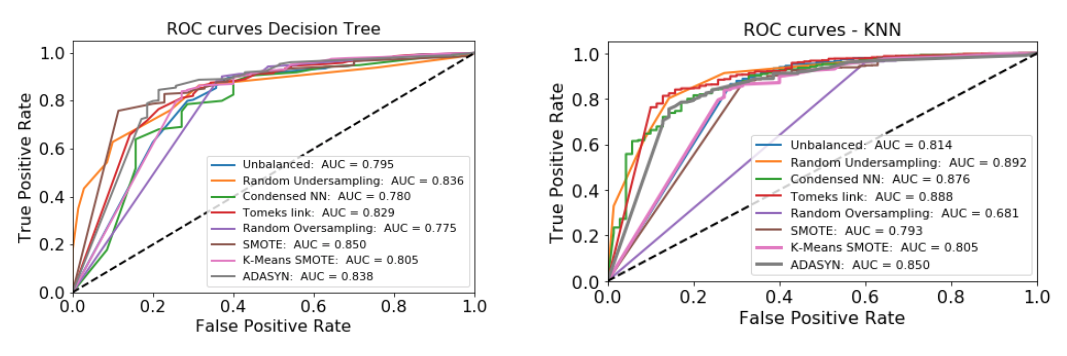 ROC curves Decision Tree
True Positive Rate
1.0
0.8
0.6
0.4
0.2
0.0
Unbalanced: AUC = 0.795
Random Undersampling: AUC = 0.836
Condensed NN: AUC = 0.780
Tomeks link: AUC = 0.829
Random Oversampling: AUC = 0.775
SMOTE: AUC = 0.850
K-Means SMOTE: AUC = 0.805
ADASYN: AUC = 0.838
0.0 0.2 0.4 0.6 0.8 1.0
False Positive Rate
ROC curves - KNN
True Positive Rate
1.0
0.8
0.6
0.4
0.2
0.0
Unbalanced: AUC = 0.814
Random Undersampling: AUC = 0.892
Condensed NN: AUC = 0.876
Tomeks link: AUC = 0.888
Random Oversampling: AUC = 0.681
SMOTE: AUC = 0.793
K-Means SMOTE: AUC = 0.805
ADASYN: AUC = 0.850
0.0 0.2 0.4 0.6 0.8 1.0
False Positive Rate